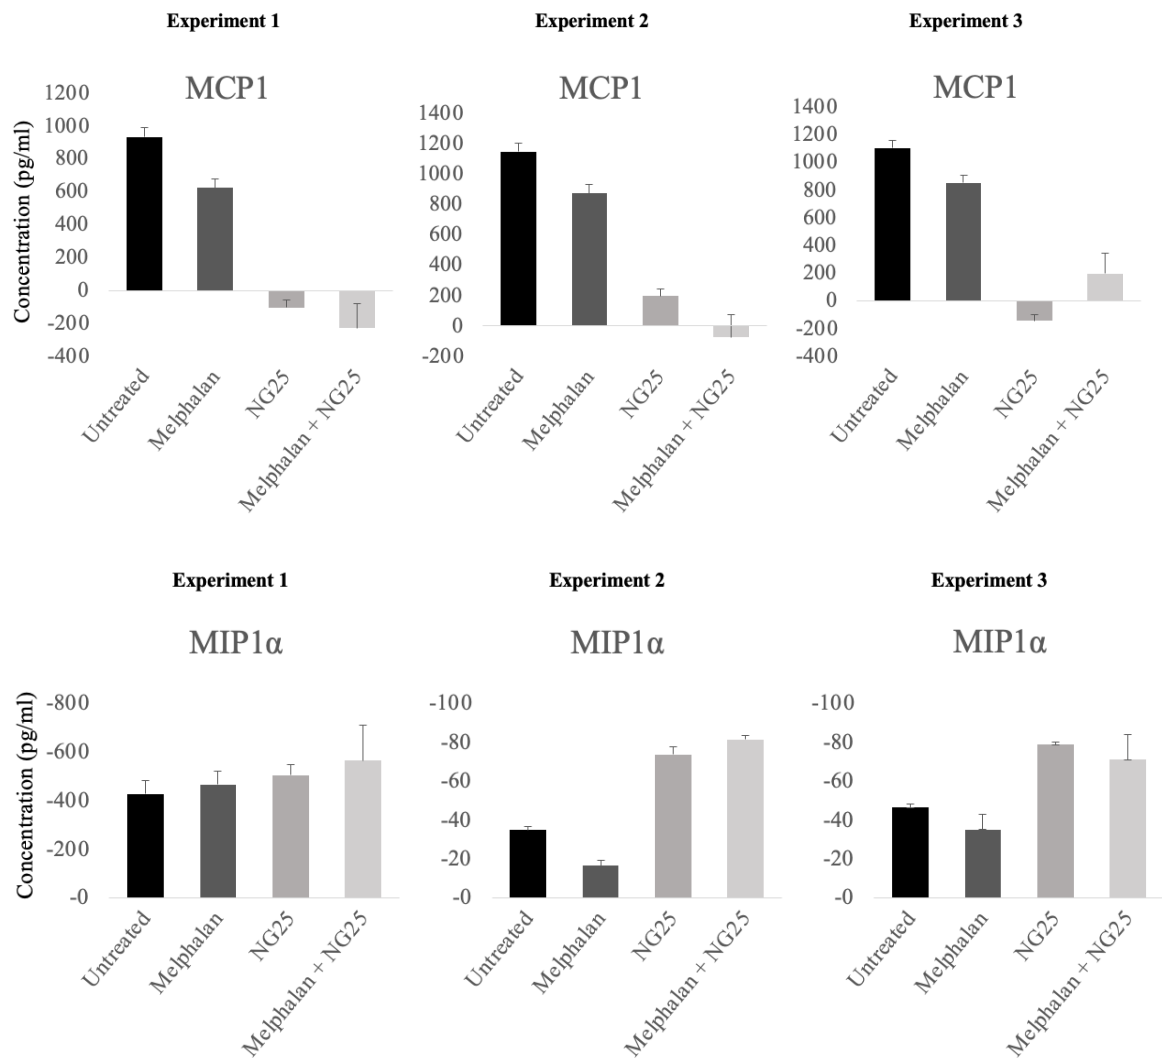 Experiment 1
Experiment 2
Experiment 3
MCP1
MCP1
MCP1
Concentration (pg/ml)
1200
1000
800
600
400
200
0
-200
-400
Untreated
Melphalan
NG25
Melphalan + NG25
1400
1200
1000
800
600
400
200
0
-200
Untreated
Melphalan
NG25
Melphalan + NG25
1400
1200
1000
800
600
400
200
0
-200
-400
Untreated
Melphalan
NG25
Melphalan + NG25
Experiment 1
Experiment 2
Experiment 3
MIP1α
MIP1α
MIP1α
Concentration (pg/ml)
-800
-600
-400
-200
-0
Untreated
Melphalan
NG25
Melphalan + NG25
-100
-80
-60
-40
-20
-0
Untreated
Melphalan
NG25
Melphalan + NG25
-100
-80
-60
-40
-20
-0
Untreated
Melphalan
NG25
Melphalan + NG25